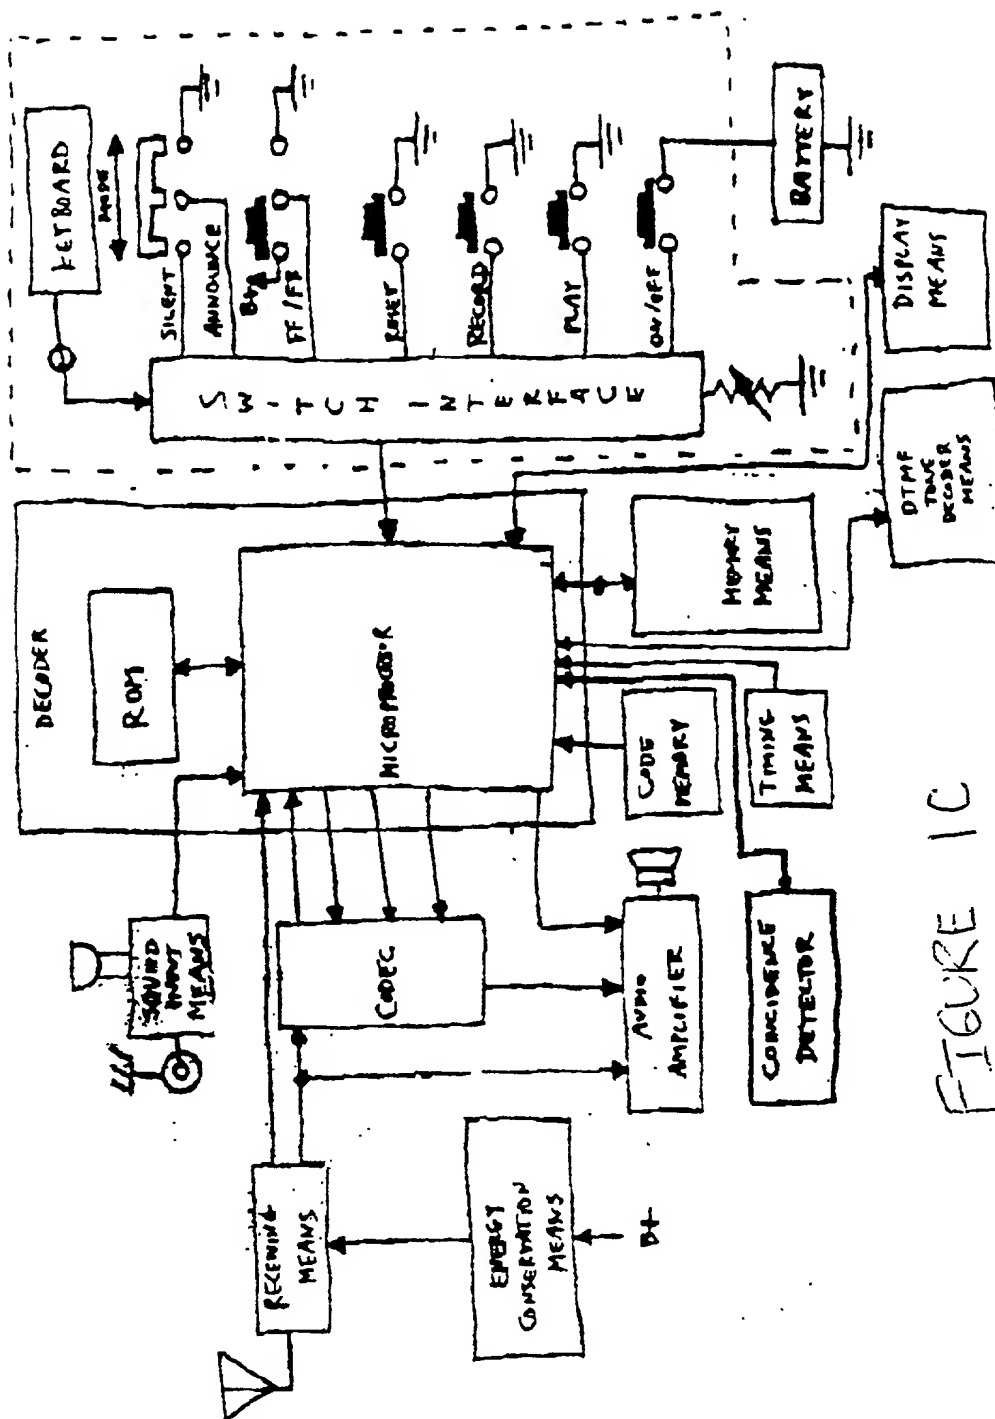 KEYBOARD
MODE
SILENT
ANNOUNCE
B+
FF/FB
RESET
RECORD
PLAY
ON/OFF
BATTERY
SWITCH INTERFACE
DISPLAY
MEANS
DTMF
TONE
DECODER
MEANS
DECODER
ROM
MICROPROCESSOR
MEMORY
MEANS
CODE
MEMORY
TIMING
MEANS
SOUND
INPUT
MEANS
CODEC
AUDIO
AMPLIFIER
COINCIDENCE
DETECTOR
RECEIVING
MEANS
ENERGY
CONSERVATION
MEANS
B+
FIGURE 1C